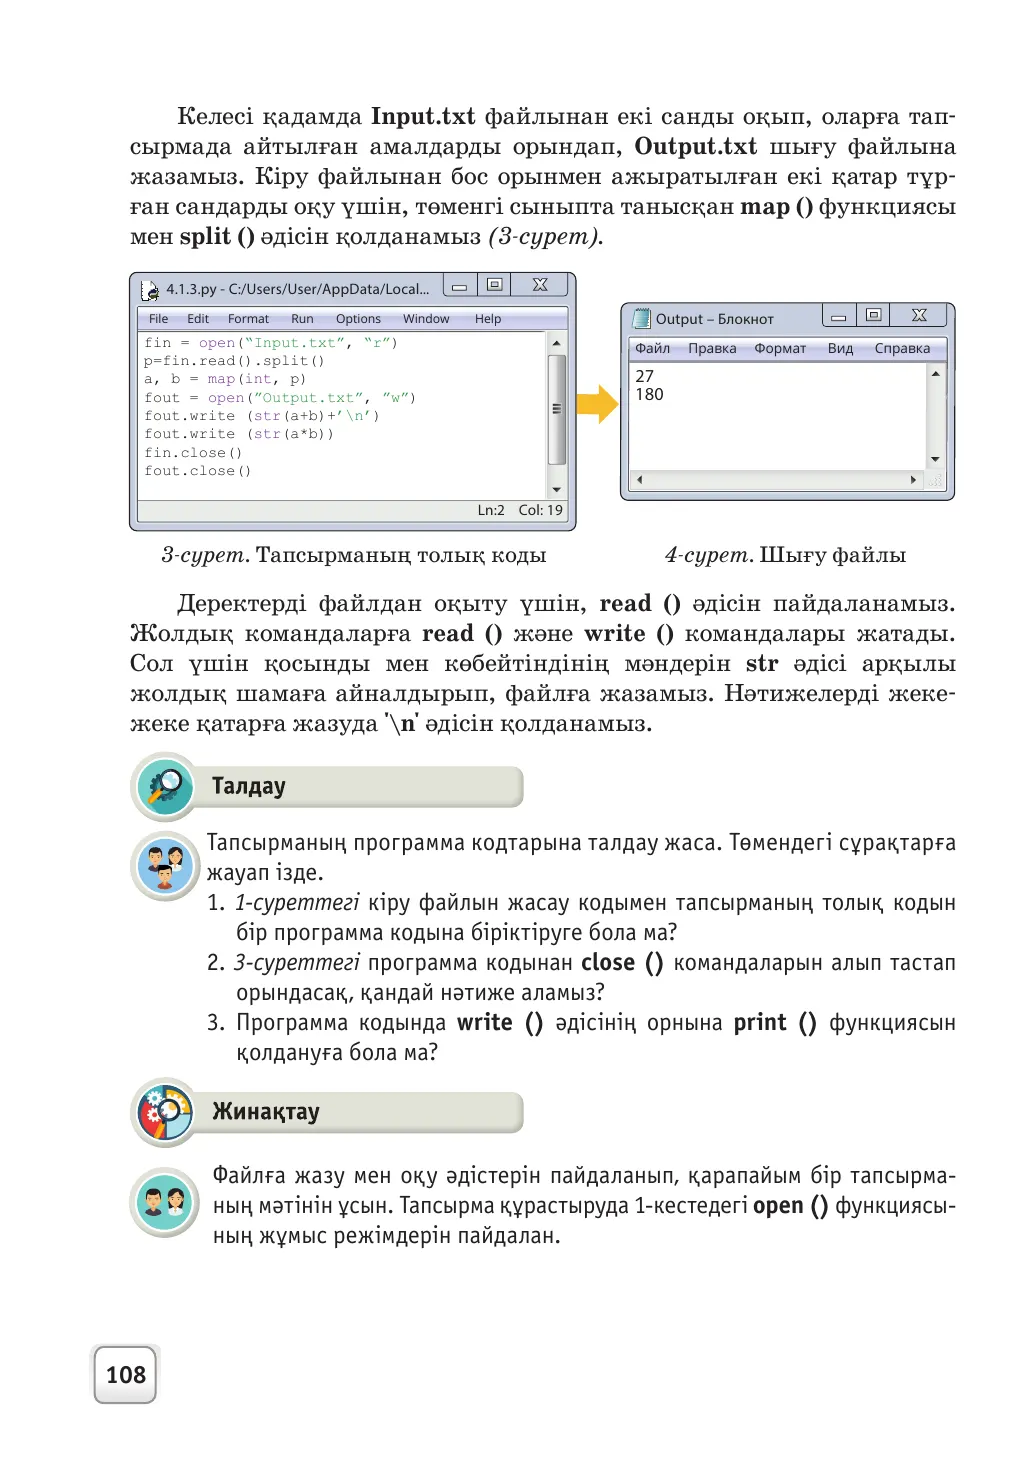 Келесі қадамда Input.txt файлынан екі санды оқып, оларға тап-
сырмада айтылған амалдарды орындап, Output.txt шығу файлына
жазамыз. Кіру файлынан бос орынмен ажыратылған екі қатар тұр-
ған сандарды оқу үшін, төменгі сыныпта танысқан map () функциясы
мен split () әдісін қолданамыз (3-сурет).
4.1.3.py - C:/Users/User/AppData/Local...
File Edit Format Run Options Window Help
fin = open(“Input.txt”, “r”)
p=fin.read().split()
a, b = map(int, p)
fout = open(”Output.txt”, ”w”)
fout.write (str(a+b)+’\n’)
fout.write (str(a*b))
fin.close()
fout.close()
Ln:2 Col: 19
Output – Блокнот
Файл Правка Формат Вид Справка
27
180
3-сурет. Тапсырманың толық коды
4-сурет. Шығу файлы
Деректерді файлдан оқыту үшін, read () әдісін пайдаланамыз.
Жолдық командаларға read () және write () командалары жатады.
Сол үшін қосынды мен көбейтіндінің мәндерін str әдісі арқылы
жолдық шамаға айналдырып, файлға жазамыз. Нәтижелерді жеке-
жеке қатарға жазуда '\n' әдісін қолданамыз.
Талдау
Тапсырманың программа кодтарына талдау жаса. Төмендегі сұрақтарға
жауап ізде.
1. 1-суреттегі кіру файлын жасау кодымен тапсырманың толық кодын
бір программа кодына біріктіруге бола ма?
2. 3-суреттегі программа кодынан close () командаларын алып тастап
орындасақ, қандай нәтиже аламыз?
3. Программа кодында write () әдісінің орнына print () функциясын
қолдануға бола ма?
Жинақтау
Файлға жазу мен оқу әдістерін пайдаланып, қарапайым бір тапсырма-
ның мәтінін ұсын. Тапсырма құрастыруда 1-кестедегі open () функциясы-
ның жұмыс режімдерін пайдалан.
108